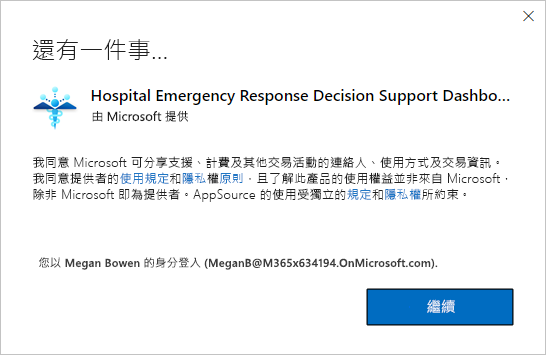 還有一件事...
Hospital Emergency Response Decision Support Dashbo...
由 Microsoft 提供
我同意 Microsoft 可分享支援、計費及其他交易活動的連絡人、使用方式及交易資訊。
我同意提供者的使用規定和隱私權原則，且了解此產品的使用權益並非來自 Microsoft，
除非 Microsoft 即為提供者。AppSource 的使用受獨立的規定和隱私權所約束。
您以 Megan Bowen 的身分登入 (MeganB@M365x634194.OnMicrosoft.com).
繼續